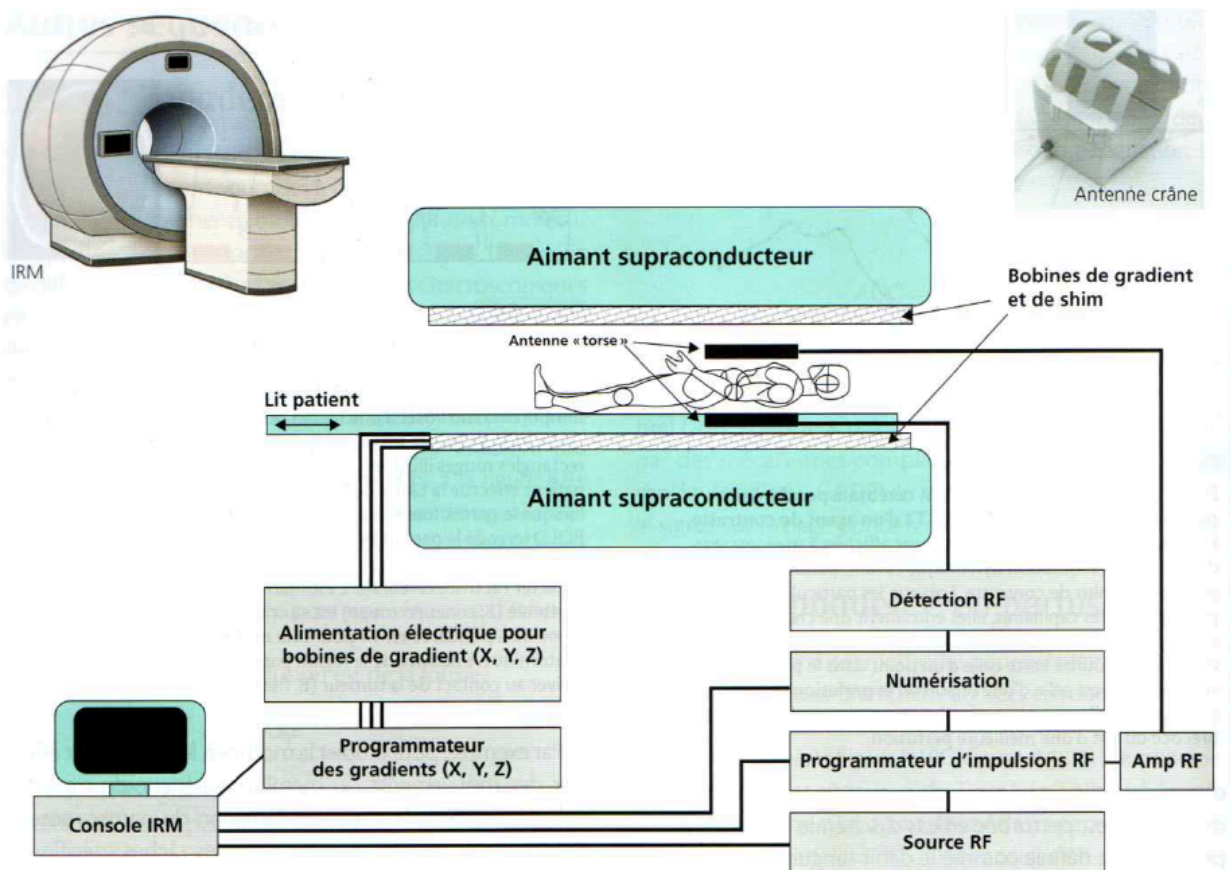 IRM
Antenne crâne
Aimant supraconducteur
Bobines de gradient
et de shim
Antenne « torse »
Lit patient
Aimant supraconducteur
Alimentation électrique pour
bobines de gradient (X, Y, Z)
Programmateur
des gradients (X, Y, Z)
Console IRM
Détection RF
Numérisation
Programmateur d'impulsions RF
Amp RF
Source RF